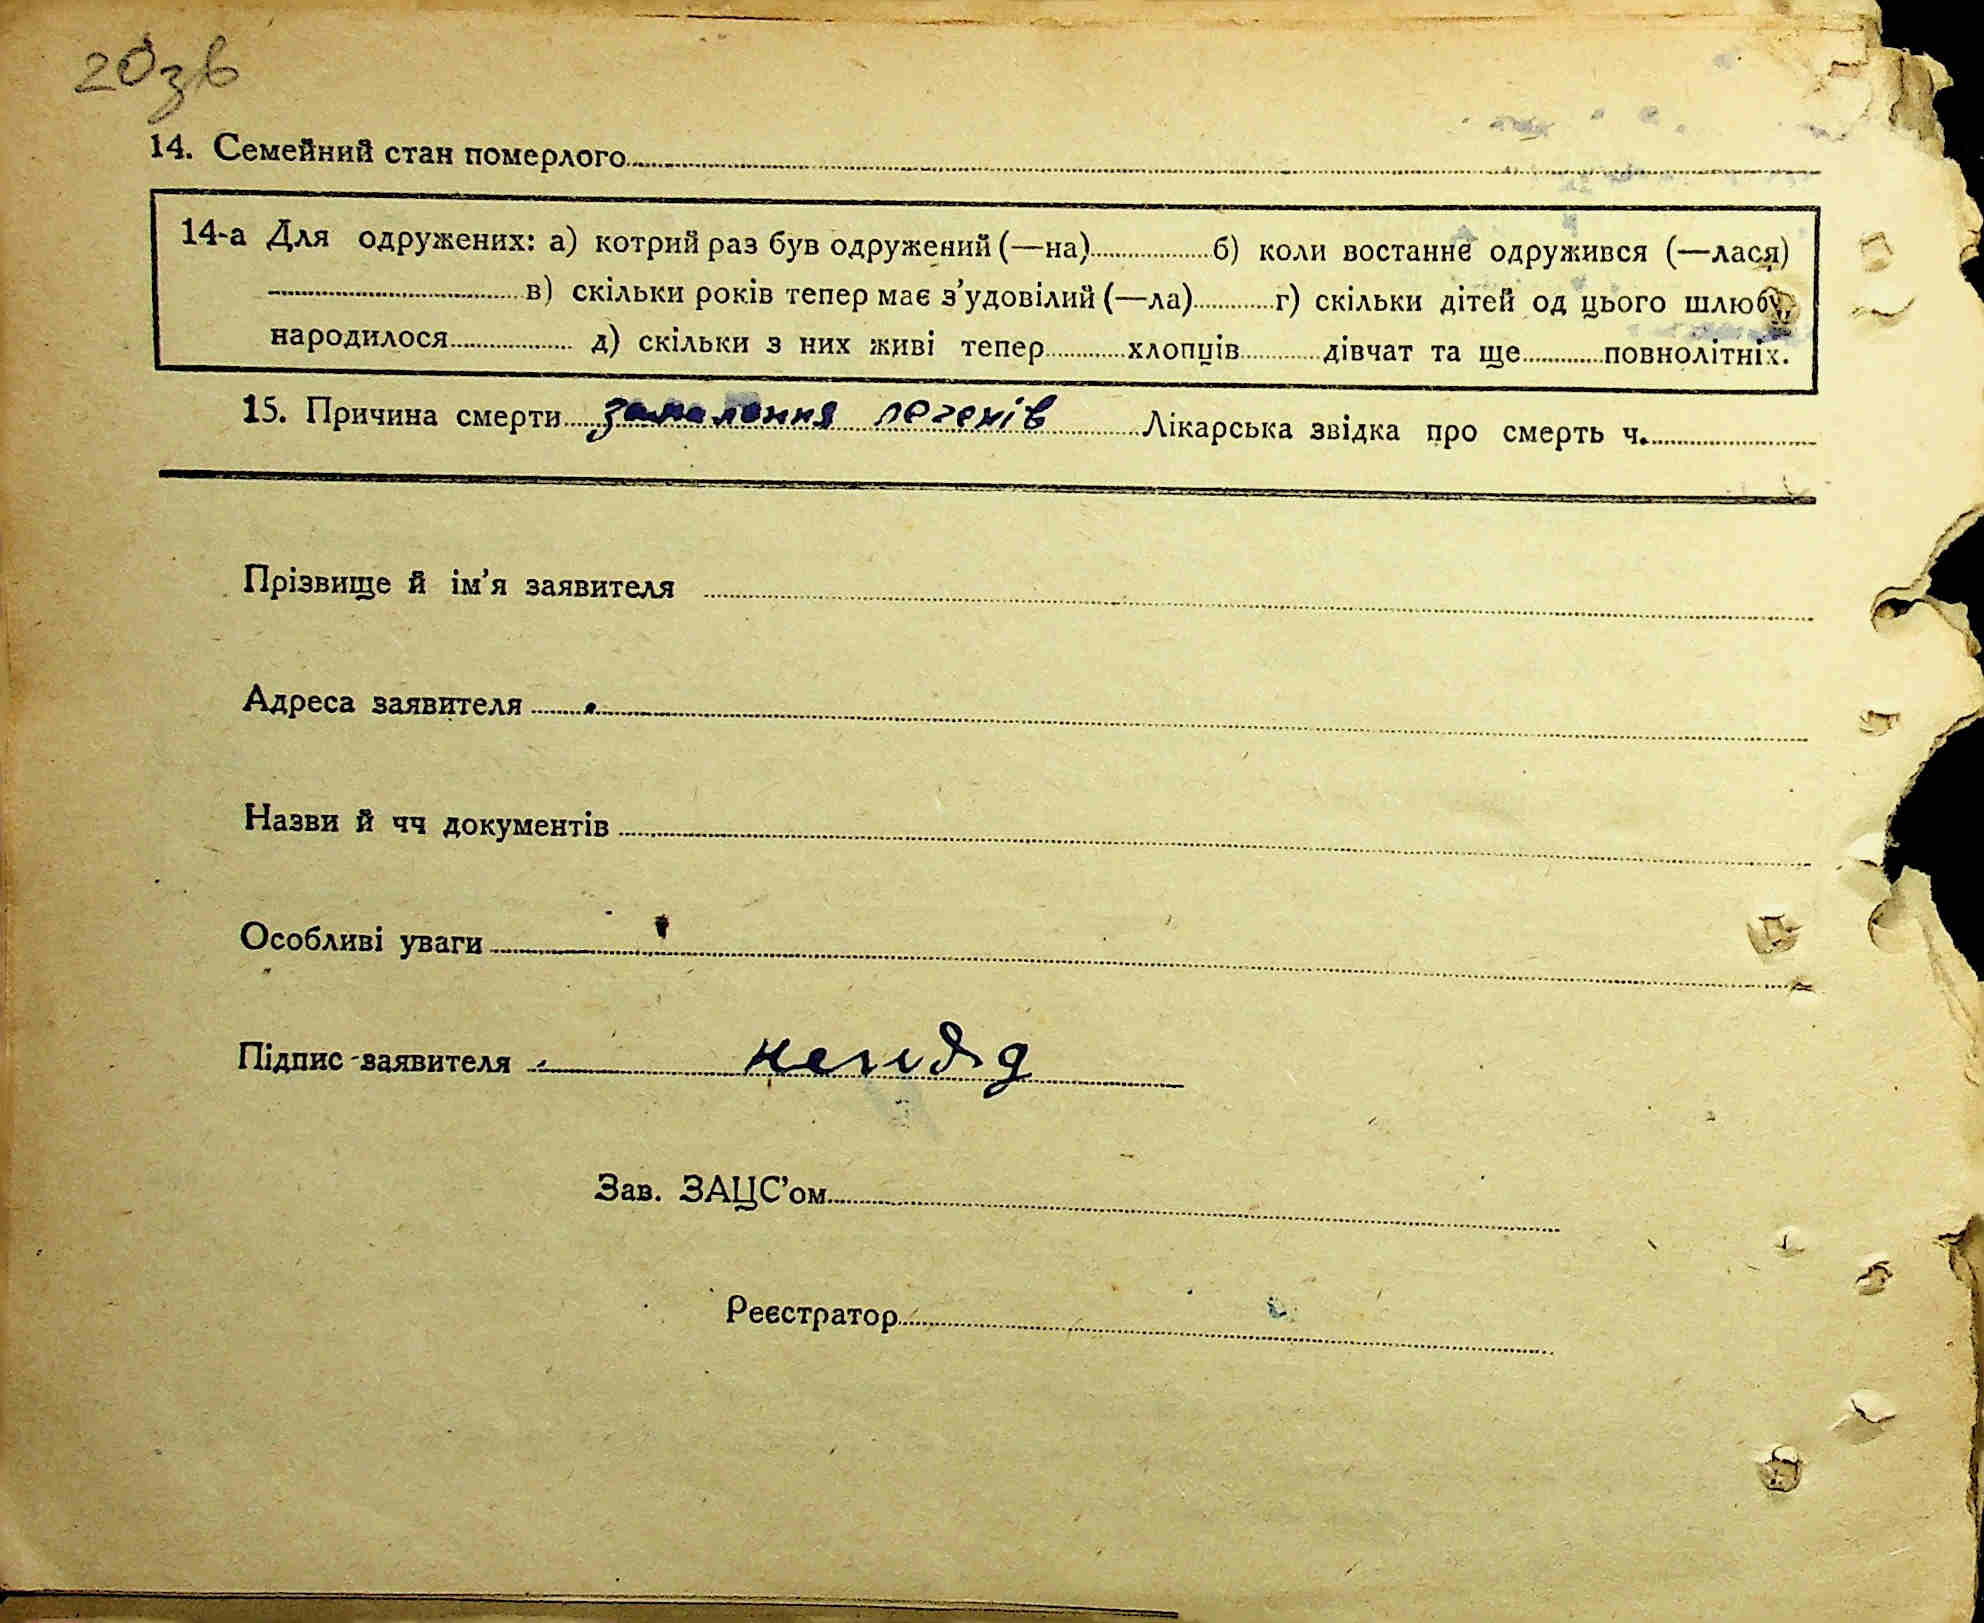 20зв
14. Семейний стан померлого
14-а Для одружених: а) котрий раз був одружений (—на) б) коли востаннє одружився (—лася)
в) скільки років тепер має з’удовілий (—ла) г) скільки дітей од цього шлюбу
народилося д) скільки з них живі тепер хлопців дівчат та ще повнолітніх.
15. Причина смерти запалення легенів Лікарська звідка про смерть ч.
Прізвище й ім’я заявителя
Адреса заявителя
Назви й чч документів
Особливі уваги
Підпис заявителя
Зав. ЗАЦС’ом
Реєстратор